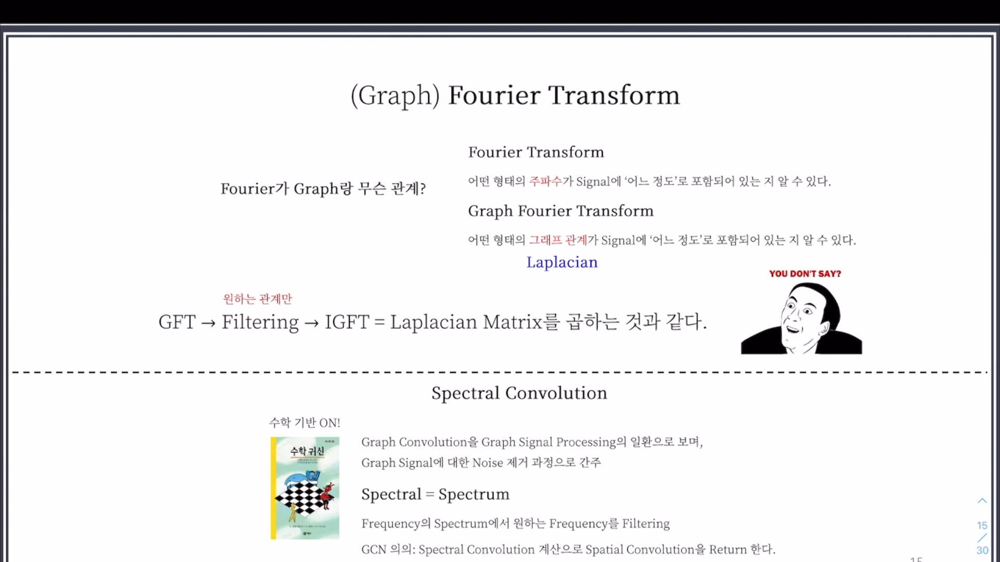 (Graph) Fourier Transform
Fourier가 Graph랑 무슨 관계?
Fourier Transform
어떤 형태의 주파수가 Signal에 ‘어느 정도’로 포함되어 있는 지 알 수 있다.
Graph Fourier Transform
어떤 형태의 그래프 관계가 Signal에 ‘어느 정도’로 포함되어 있는 지 알 수 있다.
Laplacian
YOU DON'T SAY?
원하는 관계만
GFT → Filtering → IGFT = Laplacian Matrix를 곱하는 것과 같다.
Spectral Convolution
수학 기반 ON!
수학 귀신
Graph Convolution을 Graph Signal Processing의 일환으로 보며,
Graph Signal에 대한 Noise 제거 과정으로 간주
Spectral = Spectrum
Frequency의 Spectrum에서 원하는 Frequency를 Filtering
GCN 의의: Spectral Convolution 계산으로 Spatial Convolution을 Return 한다.
15
/
30
15